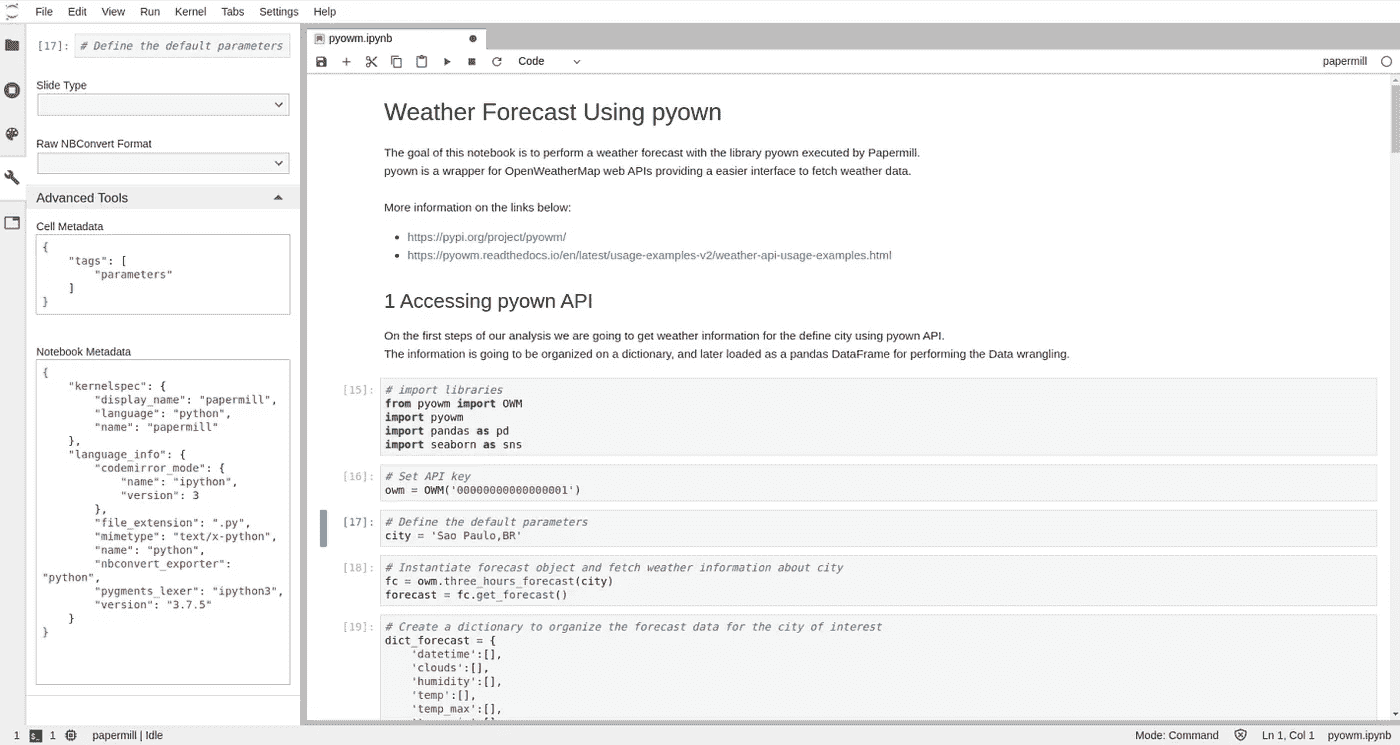 File Edit View Run Kernel Tabs Settings Help
[17]: # Define the default parameters
Slide Type
Raw NBConvert Format
Advanced Tools
Cell Metadata
{
"tags": [
"parameters"
]
}
Notebook Metadata
{
"kernelspec": {
"display_name": "papermill",
"language": "python",
"name": "papermill"
},
"language_info": {
"codemirror_mode": {
"name": "ipython",
"version": 3
},
"file_extension": ".py",
"mimetype": "text/x-python",
"name": "python",
"nbconvert_exporter":
"python",
"pygments_lexer": "ipython3",
"version": "3.7.5"
}
}
pyowm.ipynb
Code
papermill
Weather Forecast Using pyown
The goal of this notebook is to perform a weather forecast with the library pyown executed by Papermill.
pyown is a wrapper for OpenWeatherMap web APIs providing a easier interface to fetch weather data.
More information on the links below:
• https://pypi.org/project/pyowm/
• https://pyowm.readthedocs.io/en/latest/usage-examples-v2/weather-api-usage-examples.html
1 Accessing pyown API
On the first steps of our analysis we are going to get weather information for the define city using pyown API.
The information is going to be organized on a dictionary, and later loaded as a pandas DataFrame for performing the Data wrangling.
[15]: # import libraries
from pyowm import OWM
import pyowm
import pandas as pd
import seaborn as sns
[16]: # Set API key
owm = OWM('00000000000000001')
[17]: # Define the default parameters
city = 'Sao Paulo,BR'
[18]: # Instantiate forecast object and fetch weather information about city
fc = owm.three_hours_forecast(city)
forecast = fc.get_forecast()
[19]: # Create a dictionary to organize the forecast data for the city of interest
dict_forecast = {
'datetime':[],
'clouds':[],
'humidity':[],
'temp':[],
'temp_max':[],
1 1 papermill | Idle
Mode: Command Ln 1, Col 1 pyowm.ipynb